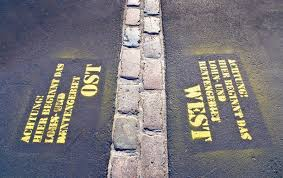 ACHTUNG!
HIER BEGINNT DAS
LOHN- UND
RENTENGEBIET
OST
ACHTUNG!
HIER BEGINNT DAS
LOHN- UND
RENTENGEBIET
WEST